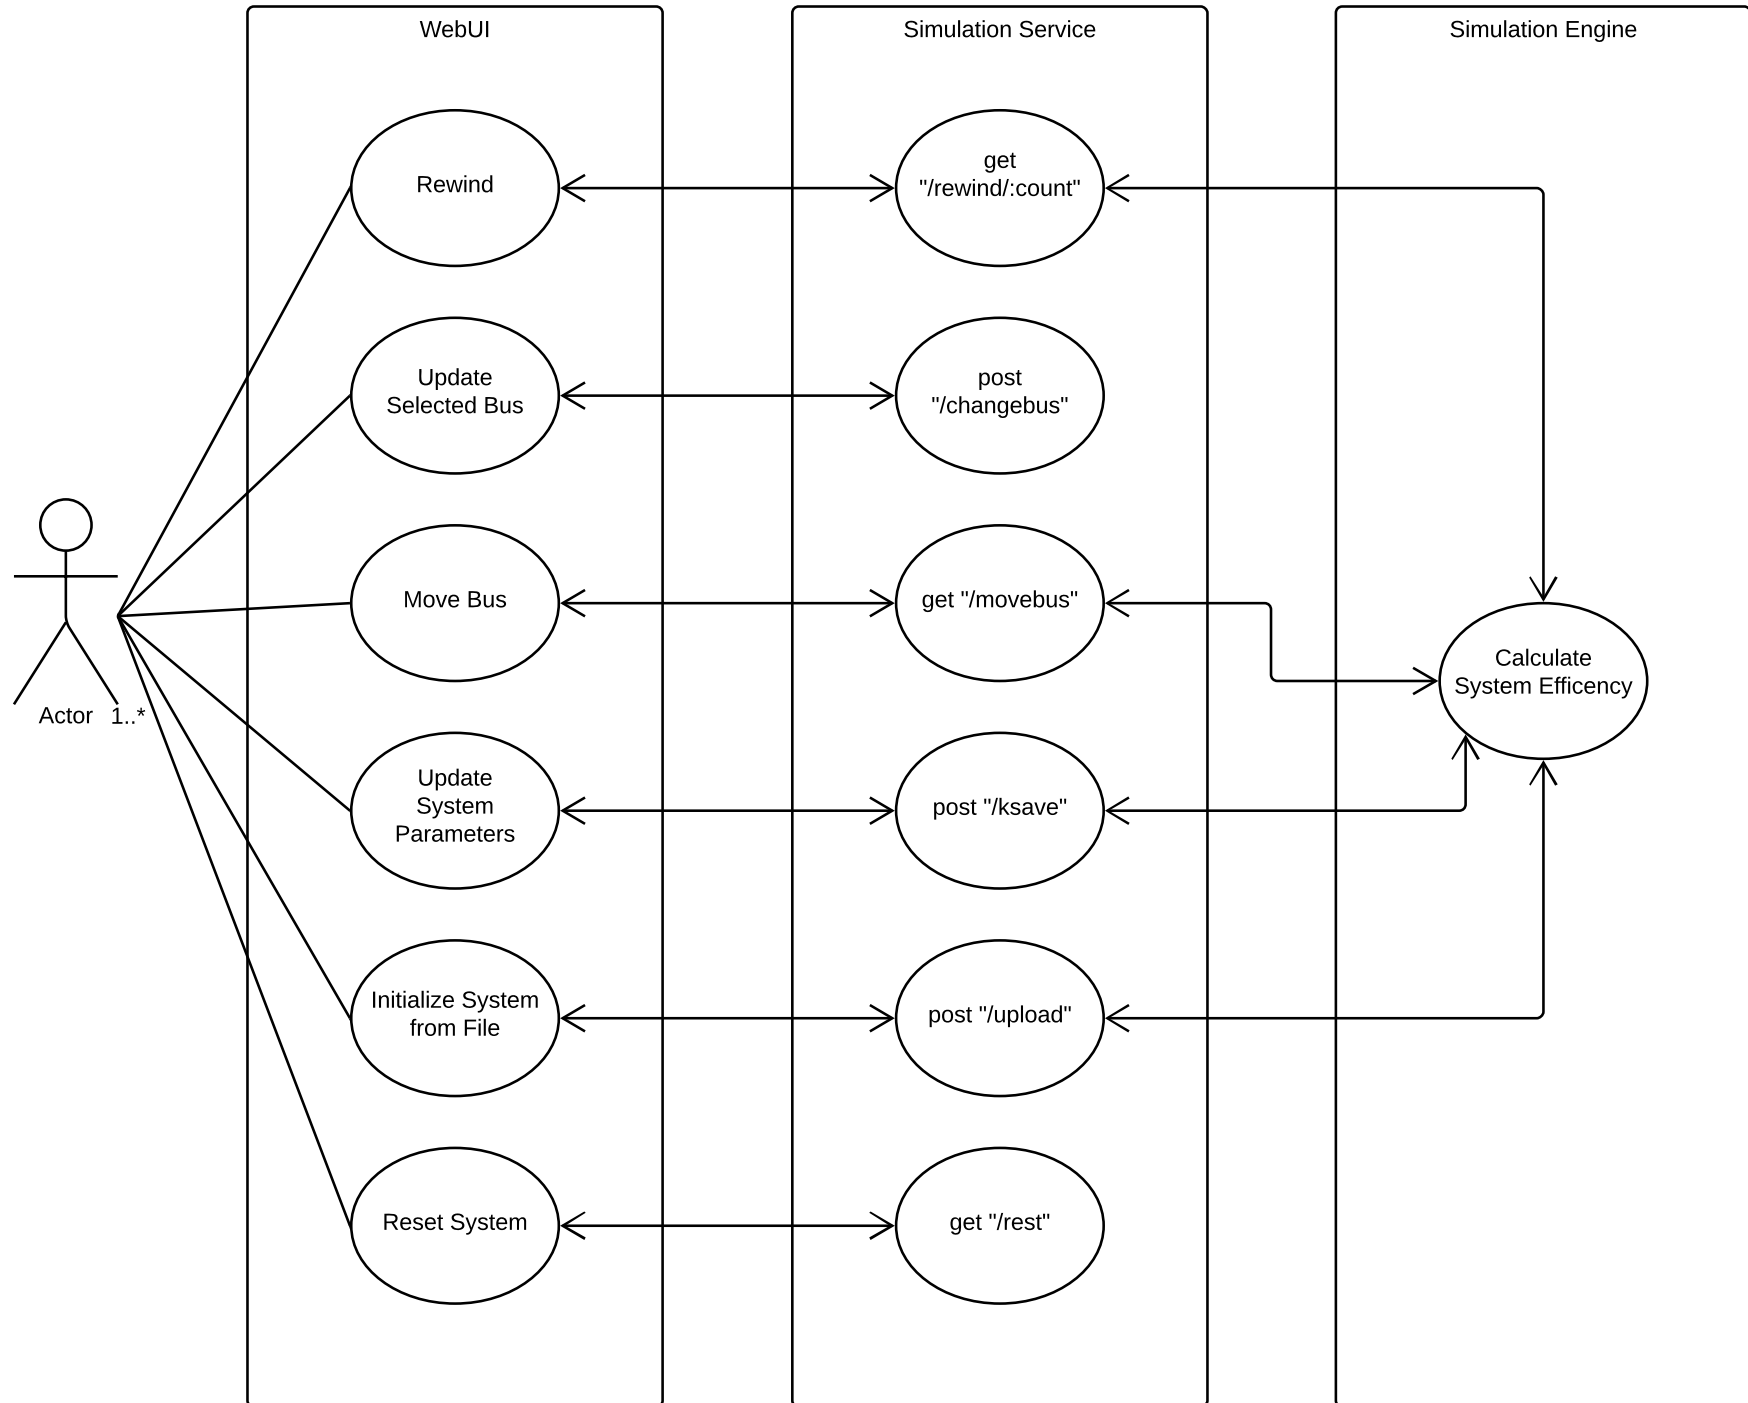 WebUI
Simulation Service
Simulation Engine
Rewind
get
"/rewind/:count"
Update
Selected Bus
post
"/changebus"
Move Bus
get "/movebus"
Calculate
System Efficency
Actor 1..*
Update
System
Parameters
post "/ksave"
Initialize System
from File
post "/upload"
Reset System
get "/rest"